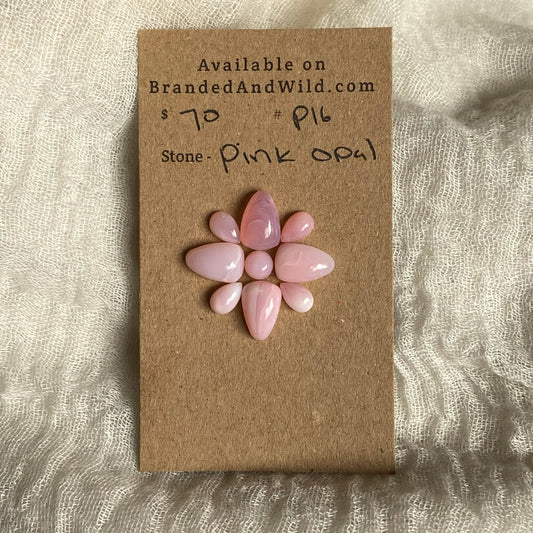 Available on
BrandedAndWild.com
$ 70 # P16
Stone - Pink Opal